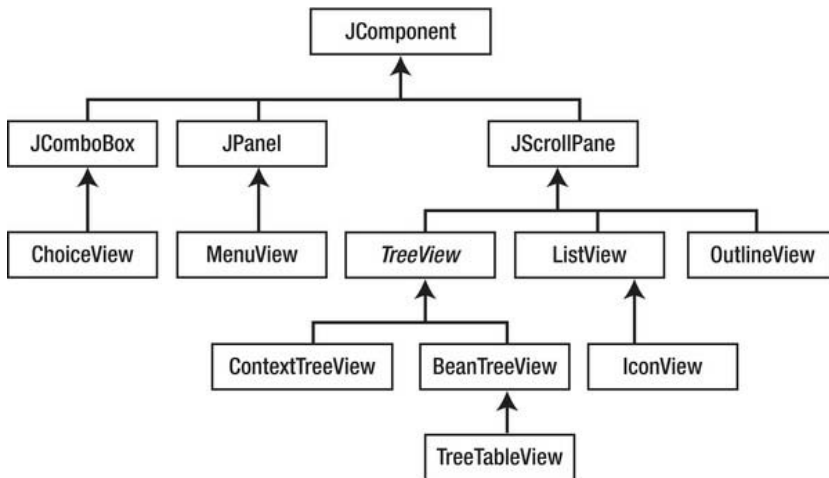 JComponent
JComboBox
JPanel
JScrollPane
ChoiceView
MenuView
TreeView
ListView
OutlineView
ContextTreeView
BeanTreeView
IconView
TreeTableView